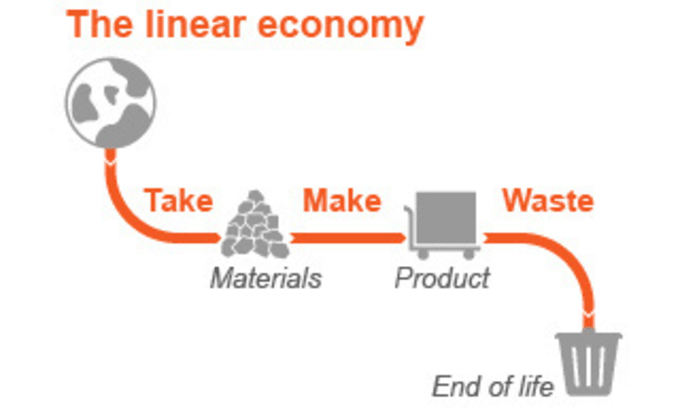 The linear economy
Take Make Waste
Materials Product
End of life